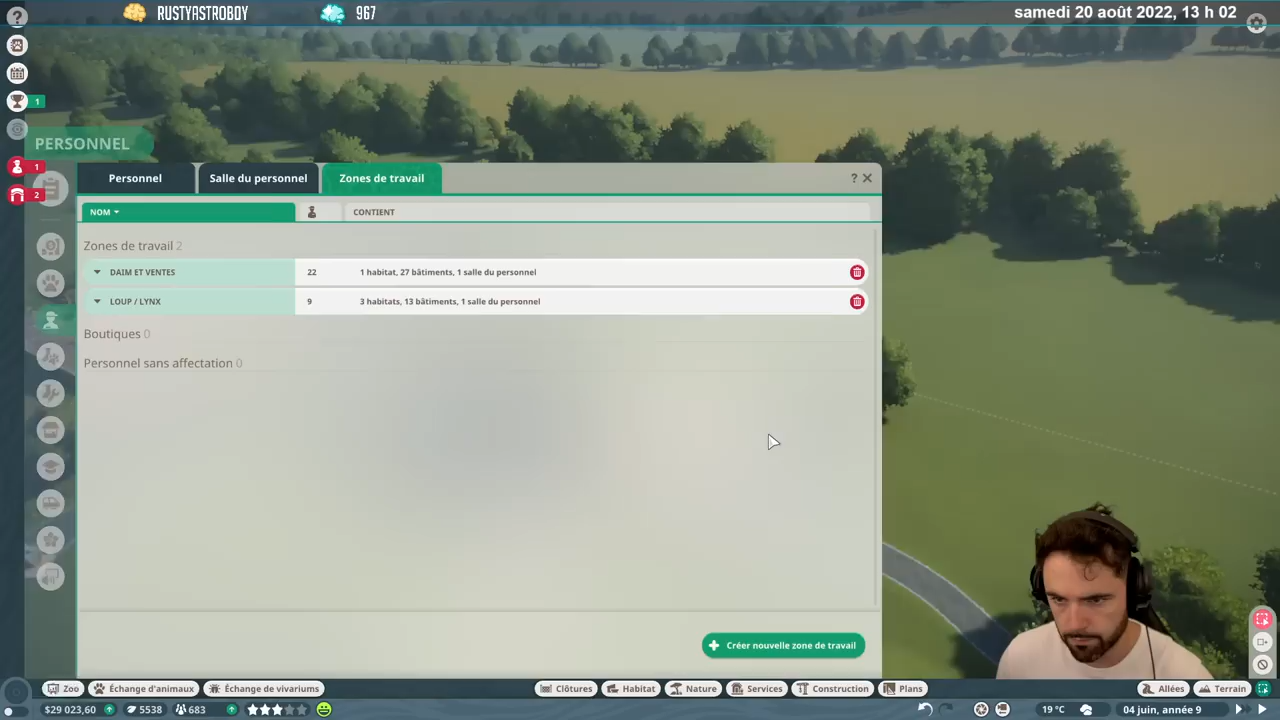 RUSTYASTROBOY 967 samedi 20 août 2022, 13 h 02
1
PERSONNEL
1
2
Personnel Salle du personnel Zones de travail ?
NOM CONTIENT
Zones de travail 2
DAIM ET VENTES 22 1 habitat, 27 bâtiments, 1 salle du personnel
LOUP / LYNX 9 3 habitats, 13 bâtiments, 1 salle du personnel
Boutiques 0
Personnel sans affectation 0
Créer nouvelle zone de travail
Zoo Échange d'animaux Échange de vivariums Clôtures Habitat Nature Services Construction Plans Allées Terrain
$29 023,60 5538 683 19 °C 04 juin, année 9